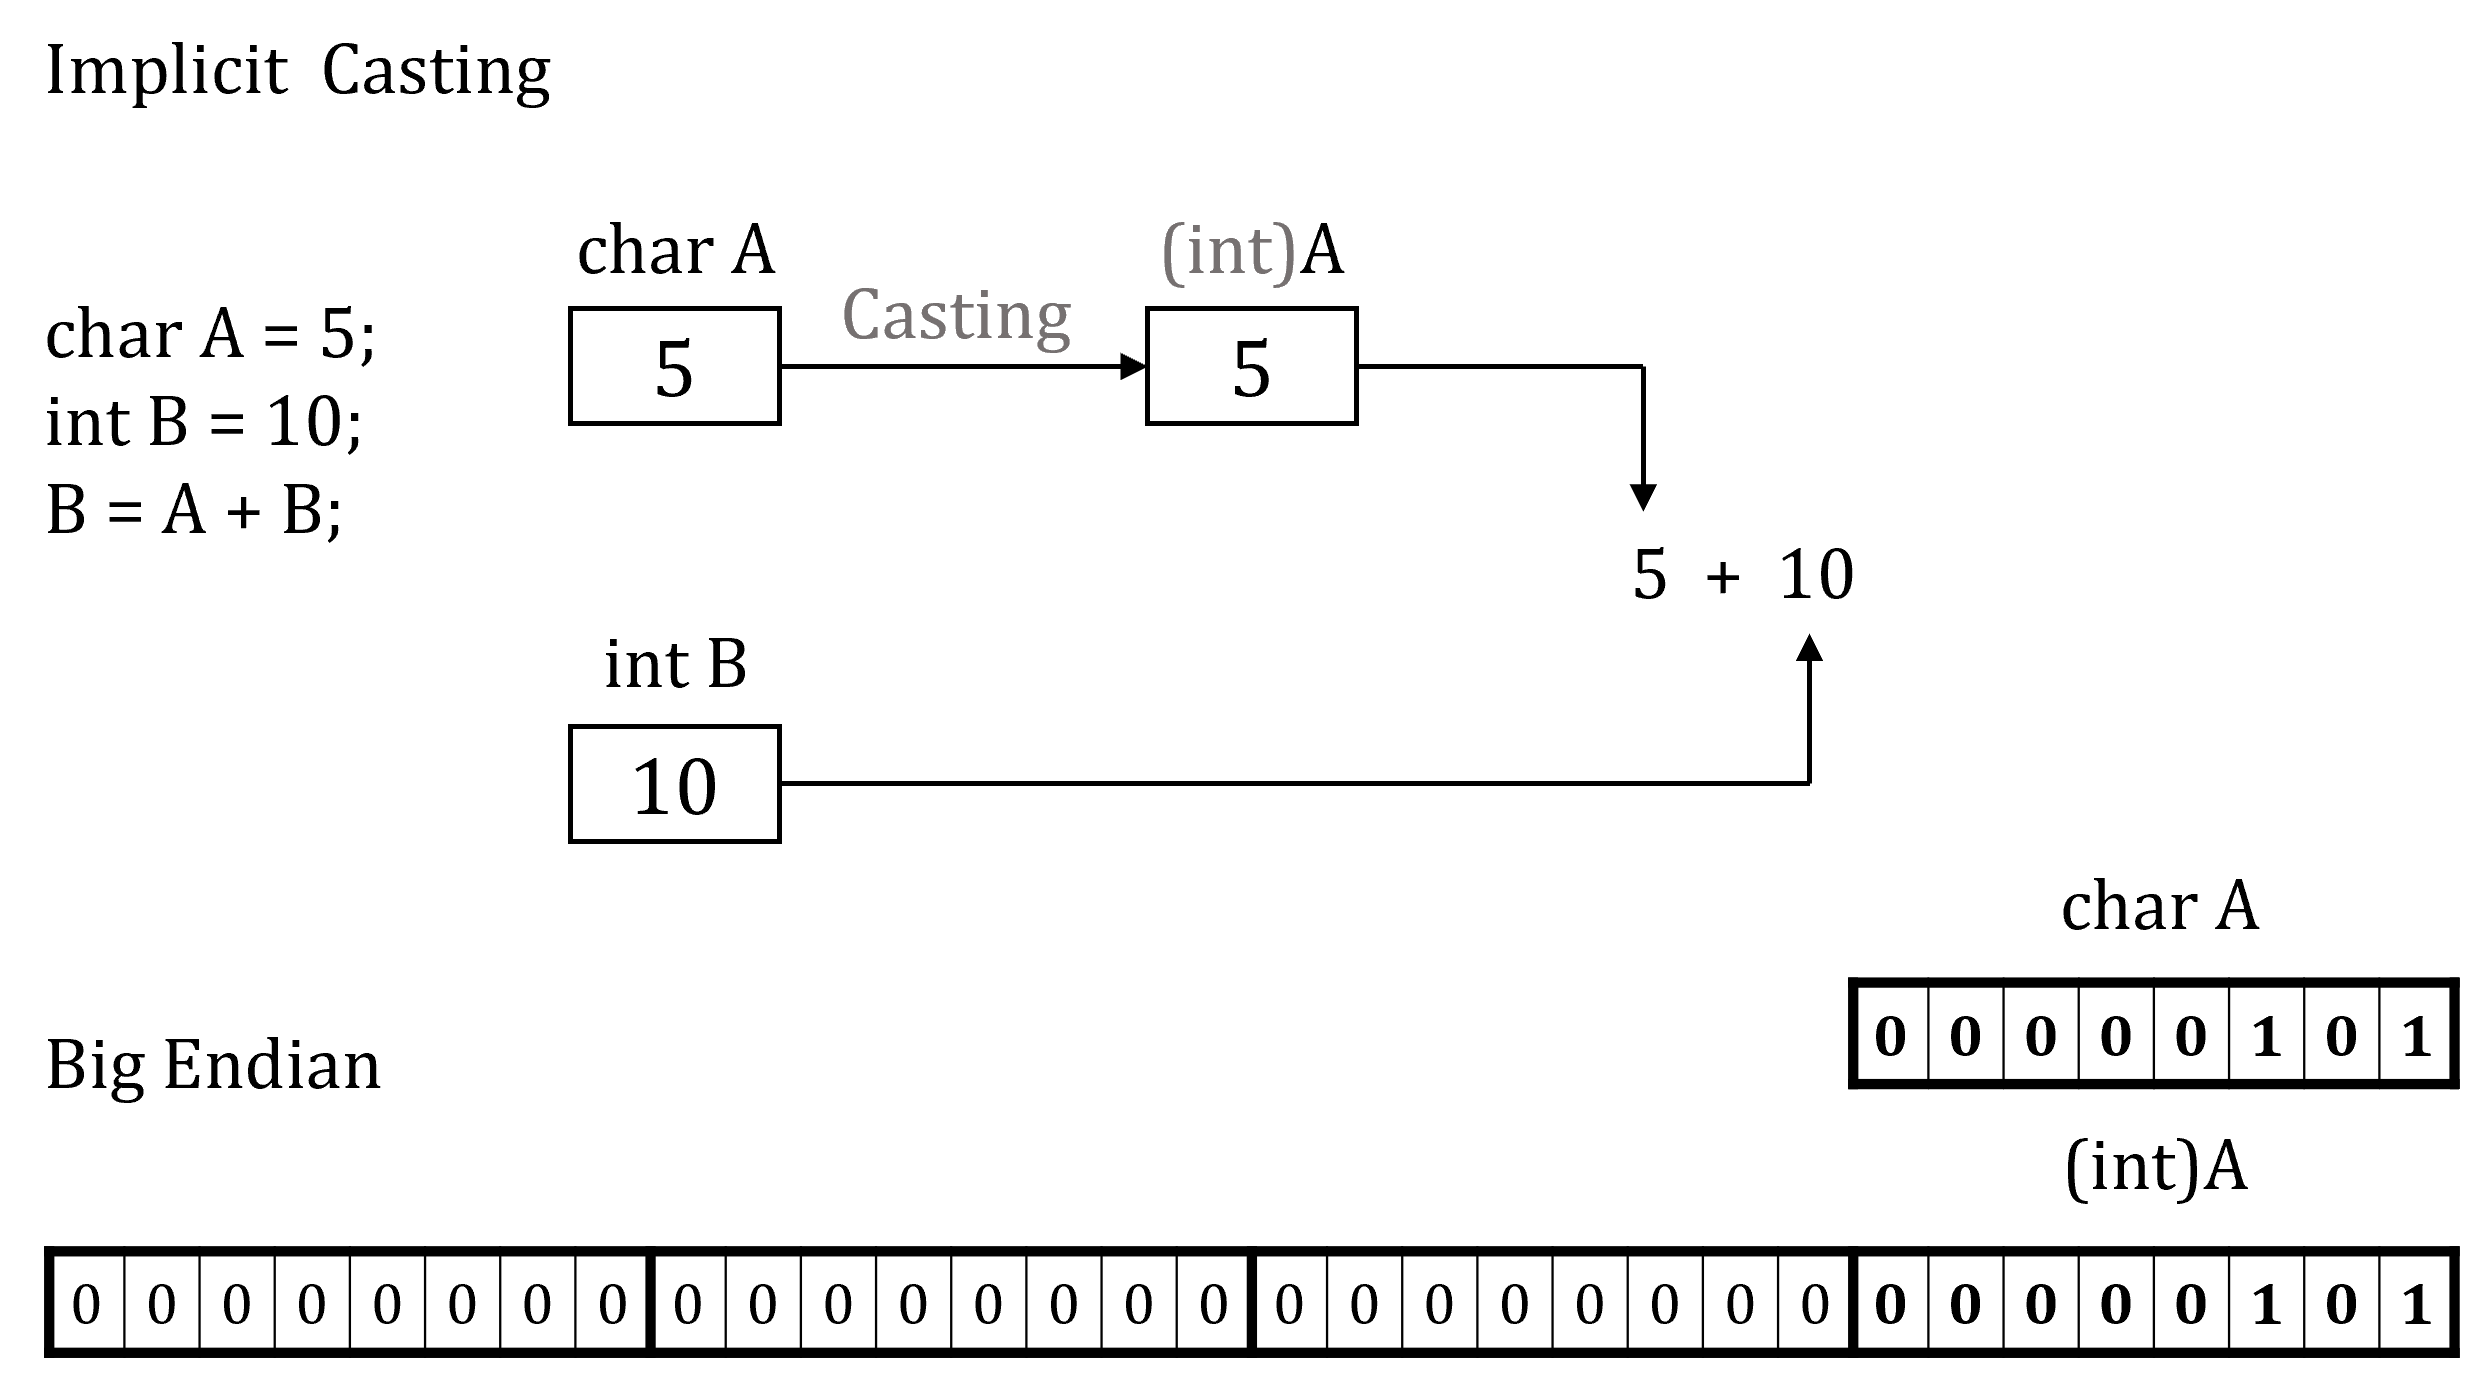 Implicit Casting
char A = 5;
int B = 10;
B = A + B;
char A
5
Casting
(int)A
5
5 + 10
int B
10
char A
0 0 0 0 0 1 0 1
Big Endian
(int)A
0 0 0 0 0 0 0 0 0 0 0 0 0 0 0 0 0 0 0 0 0 0 0 0 0 0 0 0 0 1 0 1